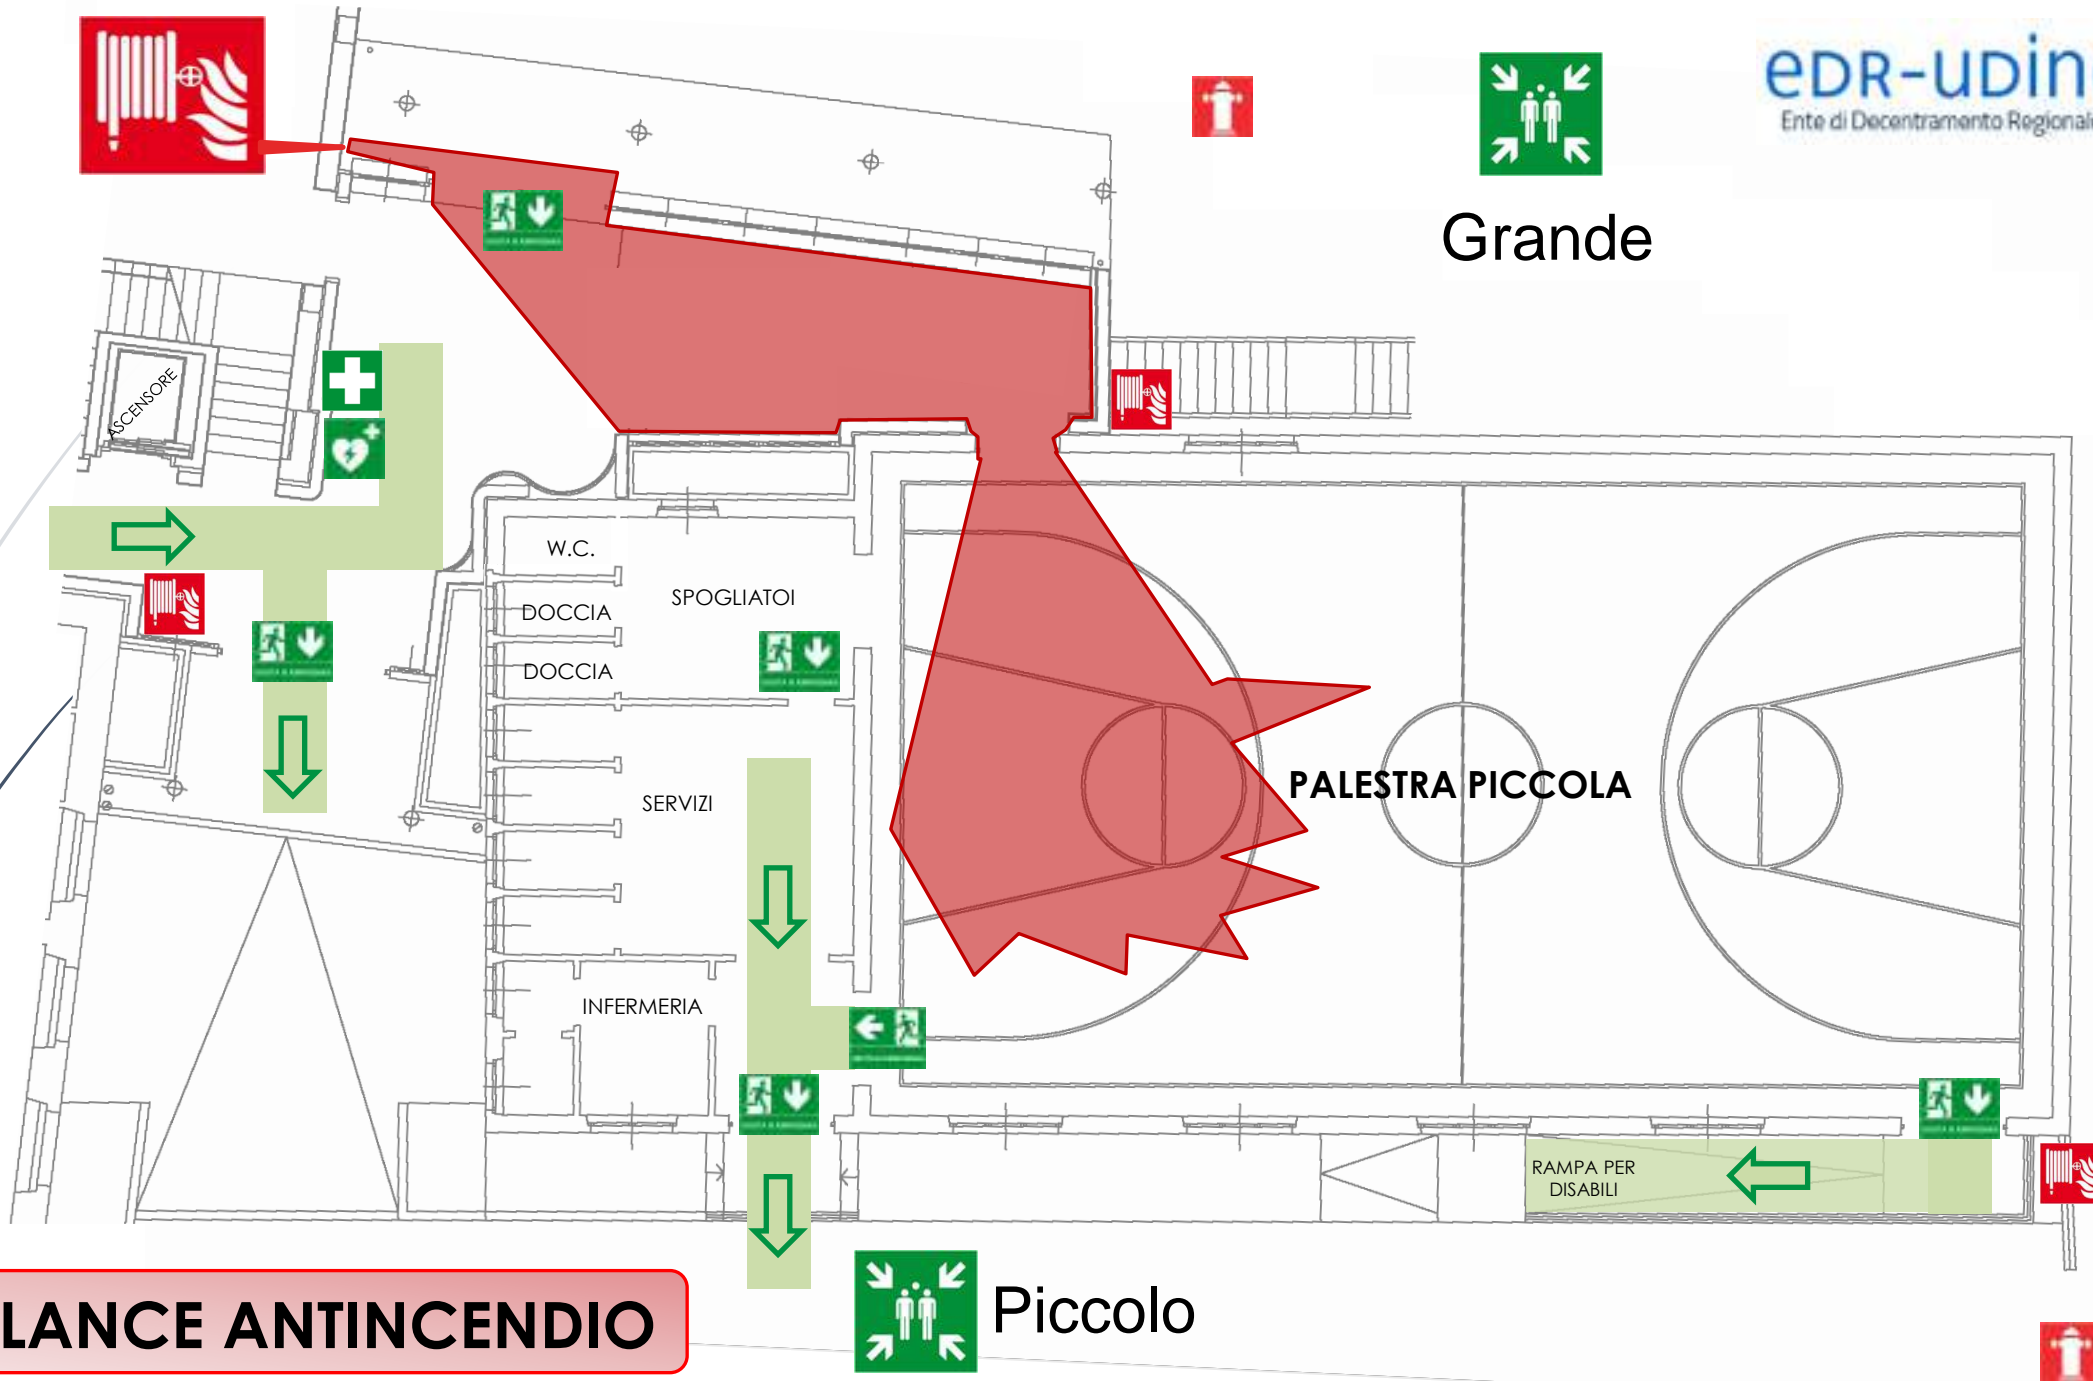 eDR-uDin
Ente di Decentramento Regionale
Grande
ASCENSORE
W.C.
DOCCIA
SPOGLIATOI
DOCCIA
SERVIZI
PALESTRA PICCOLA
INFERMERIA
RAMPA PER
DISABILI
LANCE ANTINCENDIO
Piccolo